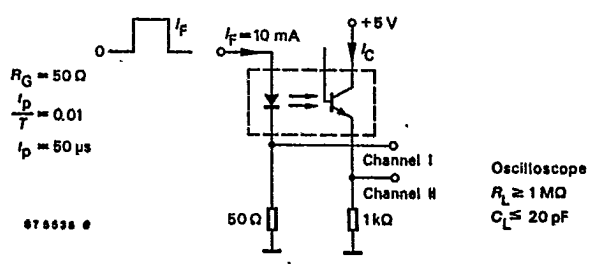 I_F
I_F = 10 mA
+5 V
I_C
0
R_G = 50 Ω
t_p
T = 0.01
t_p = 50 µs
Channel I
Channel II
50 Ω
1 kΩ
Oscilloscope
R_L ≥ 1 MΩ
C_L ≤ 20 pF